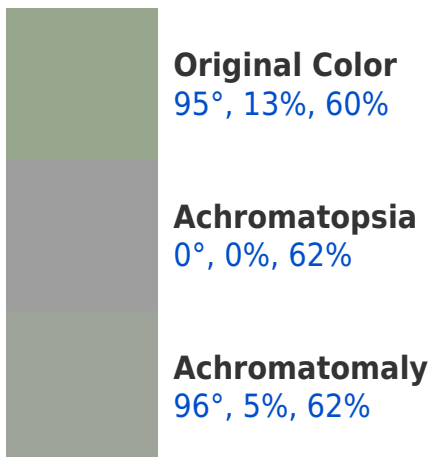 Original Color
95°, 13%, 60%
Achromatopsia
0°, 0%, 62%
Achromatomaly
96°, 5%, 62%